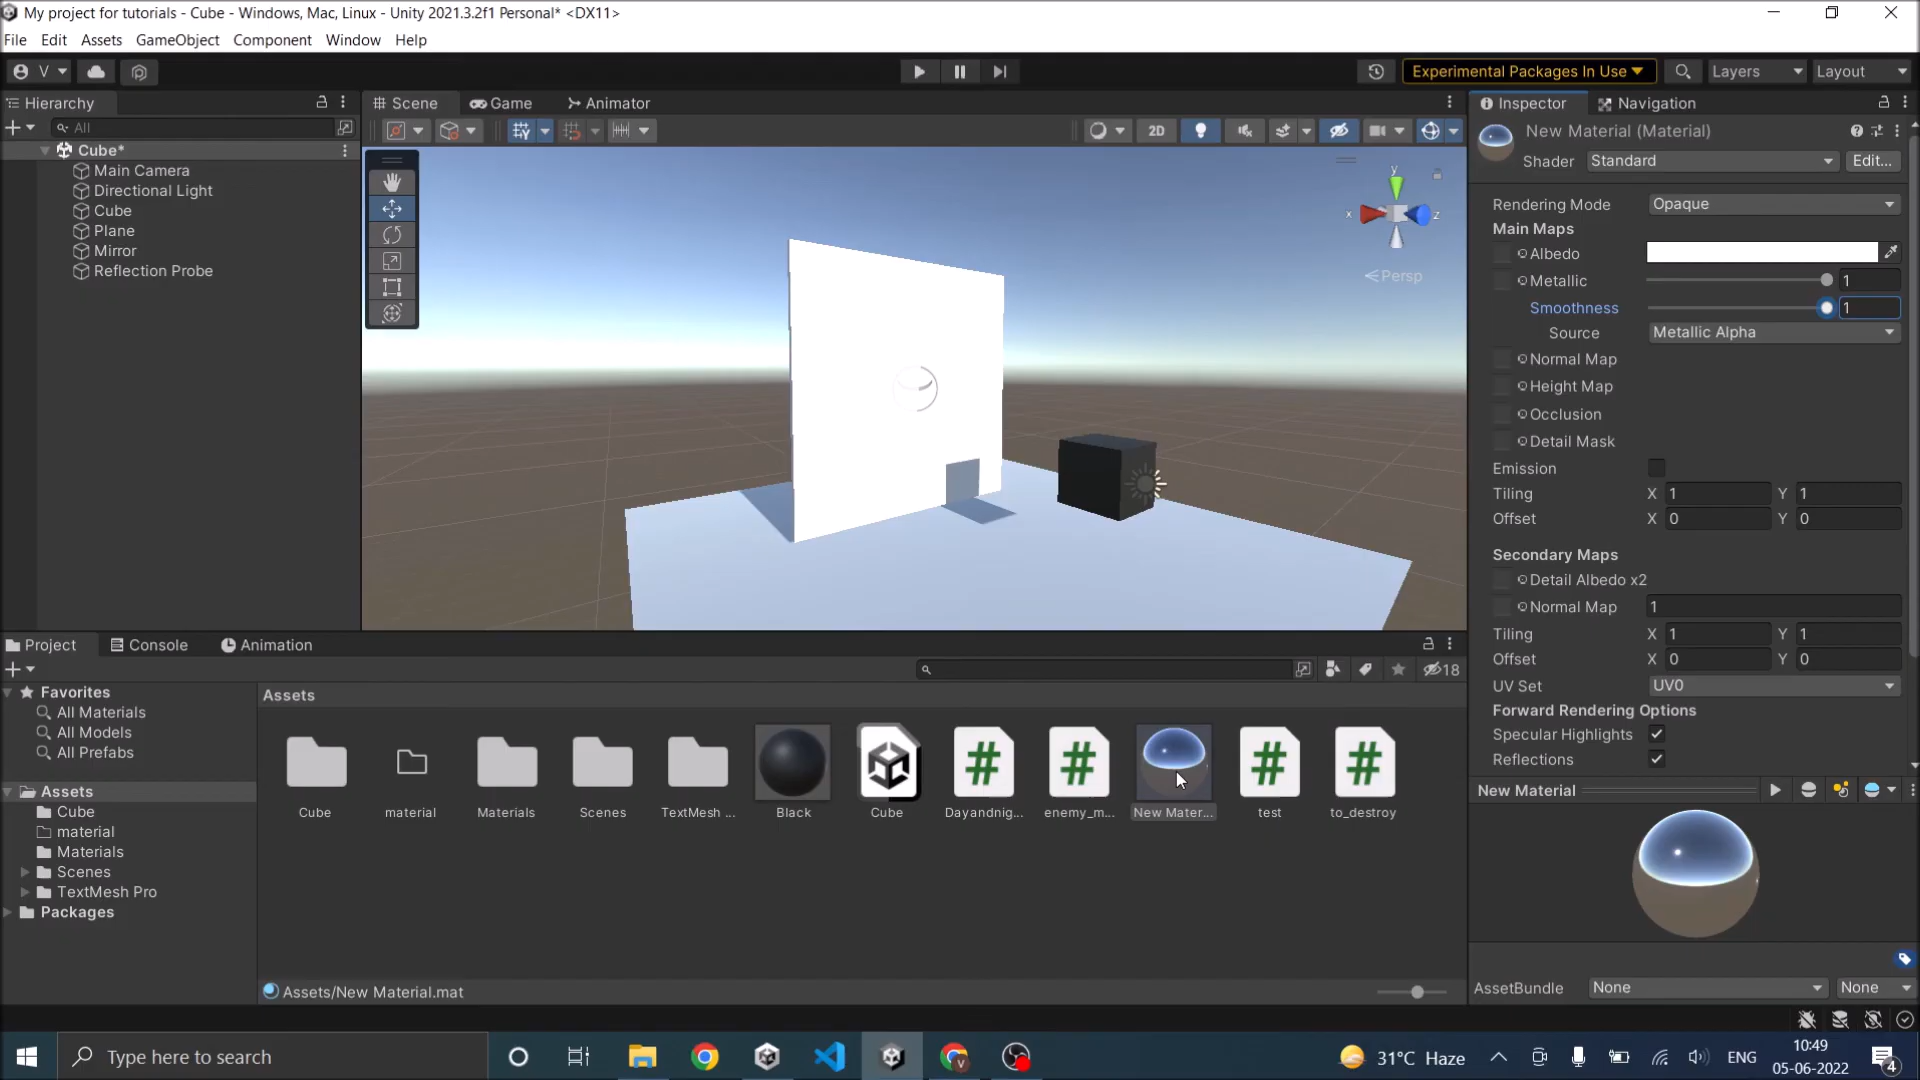 My project for tutorials - Cube - Windows, Mac, Linux - Unity 2021.3.2f1 Personal* <DX11>
File Edit Assets GameObject Component Window Help
V Experimental Packages In Use Layers Layout
Hierarchy
All
Cube*
Main Camera
Directional Light
Cube
Plane
Mirror
Reflection Probe
Scene Game Animator
2D
y
x z
Persp
Inspector Navigation
New Material (Material)
Shader Standard Edit...
Rendering Mode Opaque
Main Maps
Albedo
Metallic 1
Smoothness 1
Source Metallic Alpha
Normal Map
Height Map
Occlusion
Detail Mask
Emission
Tiling X 1 Y 1
Offset X 0 Y 0
Secondary Maps
Detail Albedo x2
Normal Map 1
Tiling X 1 Y 1
Offset X 0 Y 0
UV Set UV0
Forward Rendering Options
Specular Highlights
Reflections
New Material
AssetBundle None None
Project Console Animation
18
Favorites
All Materials
All Models
All Prefabs
Assets
Cube
material
Materials
Scenes
TextMesh Pro
Packages
Assets
Cube material Materials Scenes TextMesh ... Black Cube Dayandnig... enemy_m... New Mater... test to_destroy
Assets/New Material.mat
Type here to search
31°C Haze ENG 10:49
05-06-2022 4